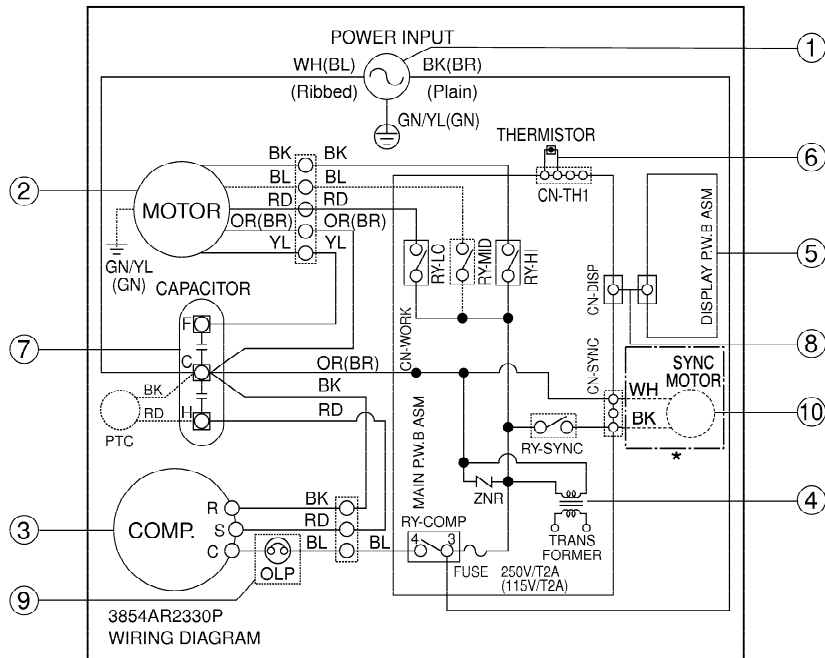 POWER INPUT
WH(BL)
BK(BR)
(Ribbed)
(Plain)
GN/YL(GN)
1
THERMISTOR
6
CN-TH1
2
MOTOR
BK
BK
BL
BL
RD
RD
OR(BR)
OR(BR)
YL
YL
GN/YL
(GN)
RY-LO
RY-MID
RY-HI
DISPLAY P.W.B ASM
5
CN-DISP
CAPACITOR
7
F
C
H
CN-WORK
CN-SYNC
8
OR(BR)
BK
RD
BK
RD
PTC
SYNC
MOTOR
WH
BK
10
*
RY-SYNC
MAIN P.W.B ASM
ZNR
4
TRANS
FORMER
3
COMP.
R
S
C
BK
RD
BL
BL
OLP
9
RY-COMP
4
3
FUSE
250V/T2A
(115V/T2A)
3854AR2330P
WIRING DIAGRAM